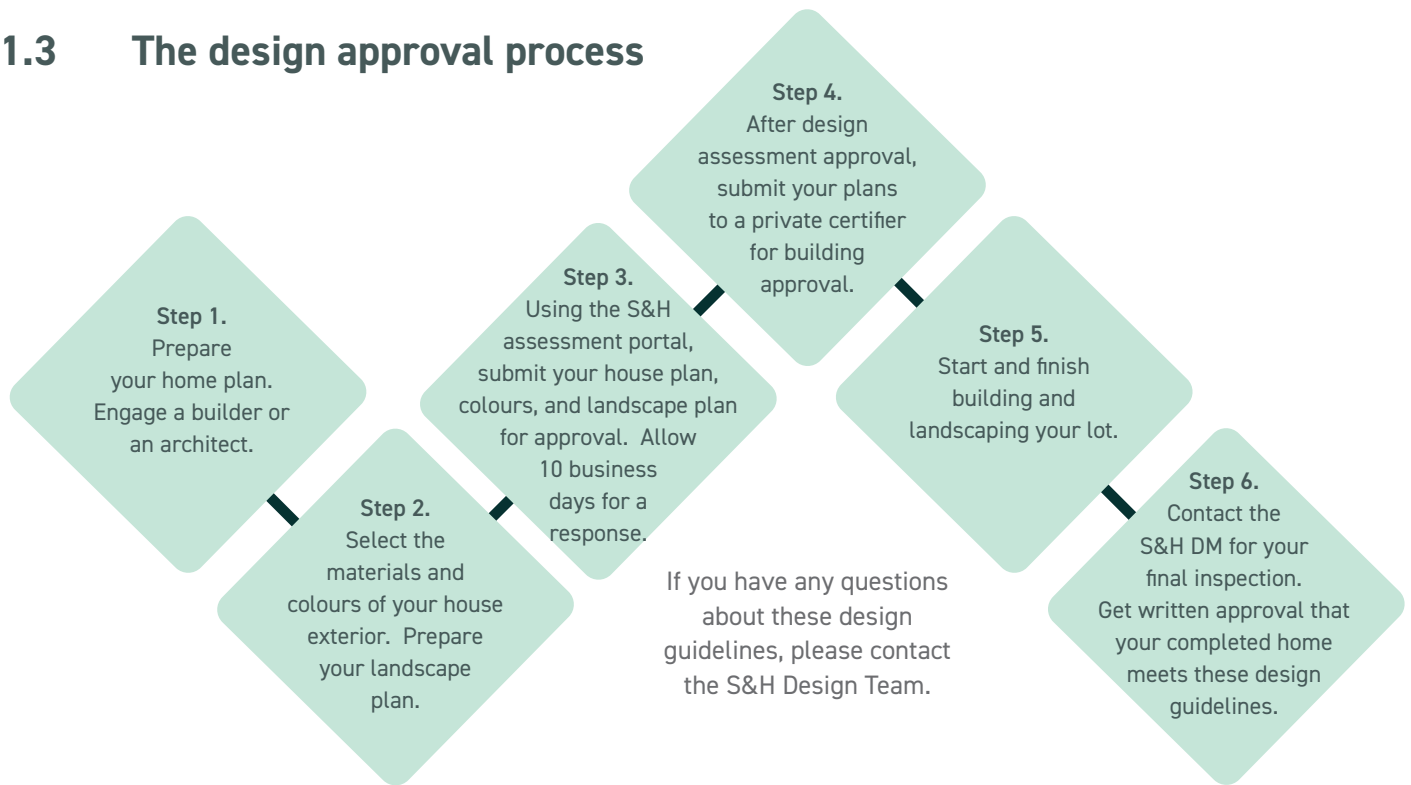 1.3 The design approval process
Step 1.
Prepare
your home plan.
Engage a builder or
an architect.
Step 2.
Select the
materials and
colours of your house
exterior. Prepare
your landscape
plan.
Step 3.
Using the S&H
assessment portal,
submit your house plan,
colours, and landscape plan
for approval. Allow
10 business
days for a
response.
Step 4.
After design
assessment approval,
submit your plans
to a private certifier
for building
approval.
Step 5.
Start and finish
building and
landscaping your lot.
Step 6.
Contact the
S&H DM for your
final inspection.
Get written approval that
your completed home
meets these design
guidelines.
If you have any questions
about these design
guidelines, please contact
the S&H Design Team.